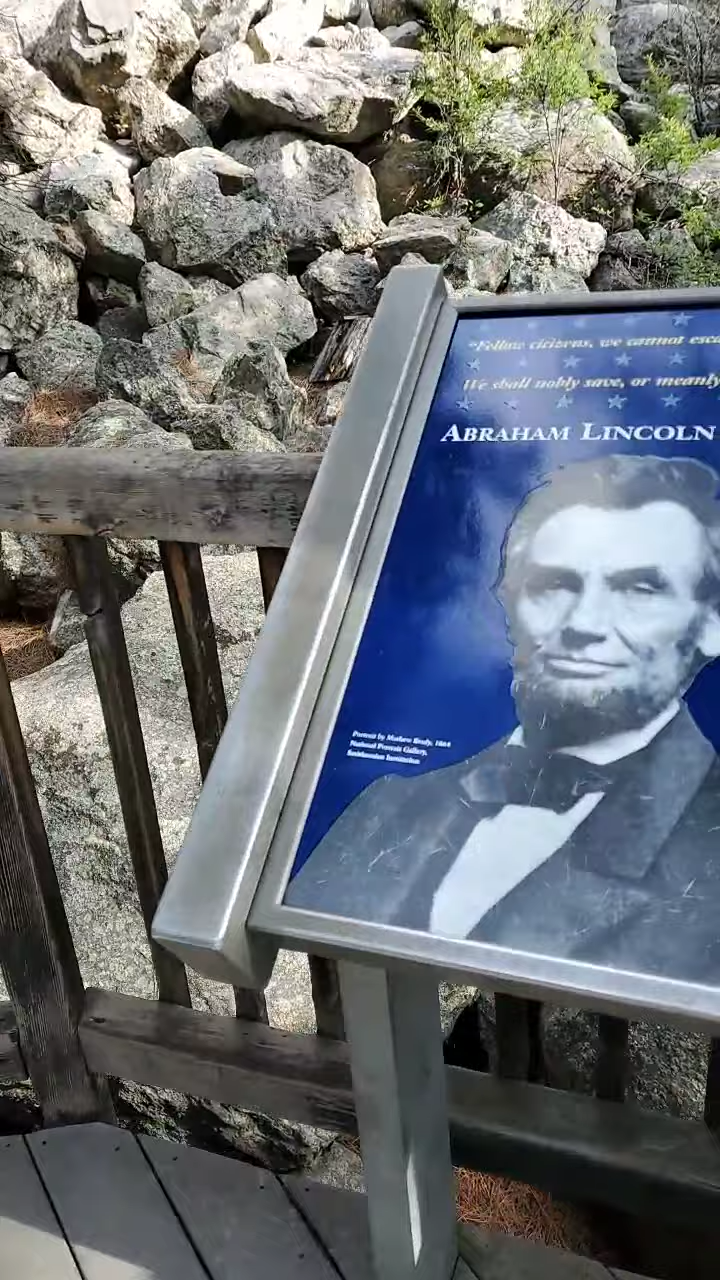 "Fellow citizens, we cannot esca
We shall nobly save, or meanly
ABRAHAM LINCOLN
Portrait by Mathew Brady, 1864
National Portrait Gallery,
Smithsonian Institution